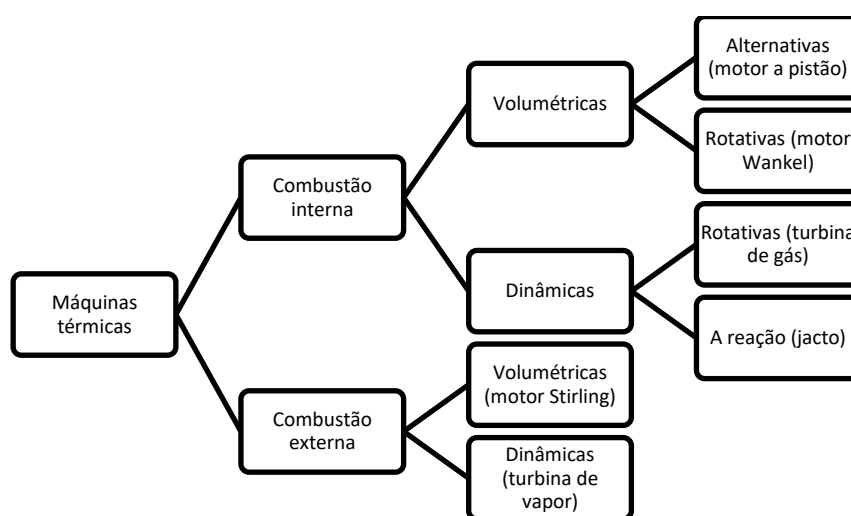 Máquinas
térmicas
Combustão
interna
Volumétricas
Alternativas
(motor a pistão)
Rotativas (motor
Wankel)
Dinâmicas
Rotativas (turbina
de gás)
A reação (jacto)
Combustão
externa
Volumétricas
(motor Stirling)
Dinâmicas
(turbina de
vapor)